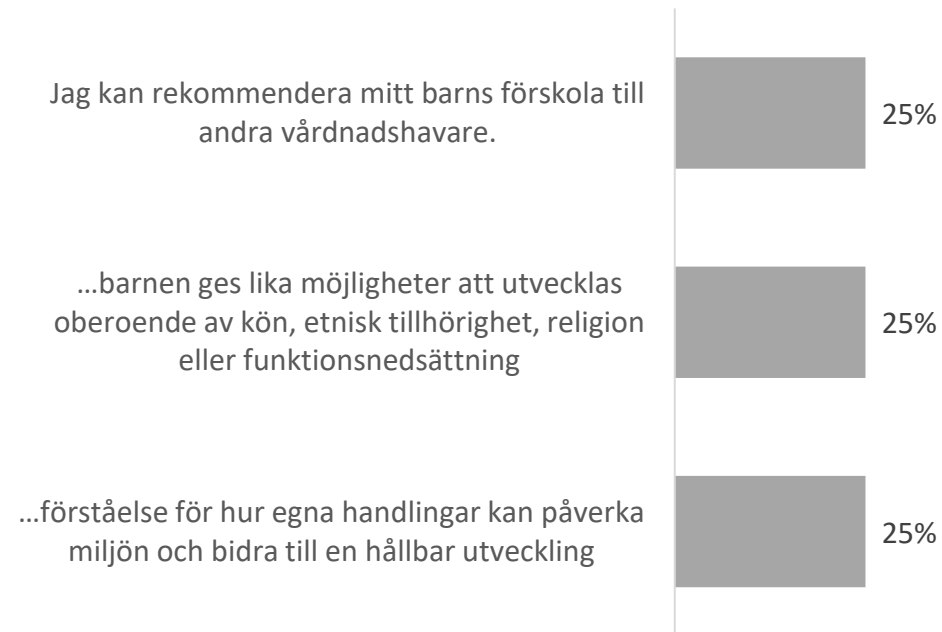 Jag kan rekommendera mitt barns förskola till
andra vårdnadshavare.
25%
…barnen ges lika möjligheter att utvecklas
oberoende av kön, etnisk tillhörighet, religion
eller funktionsnedsättning
25%
…förståelse för hur egna handlingar kan påverka
miljön och bidra till en hållbar utveckling
25%